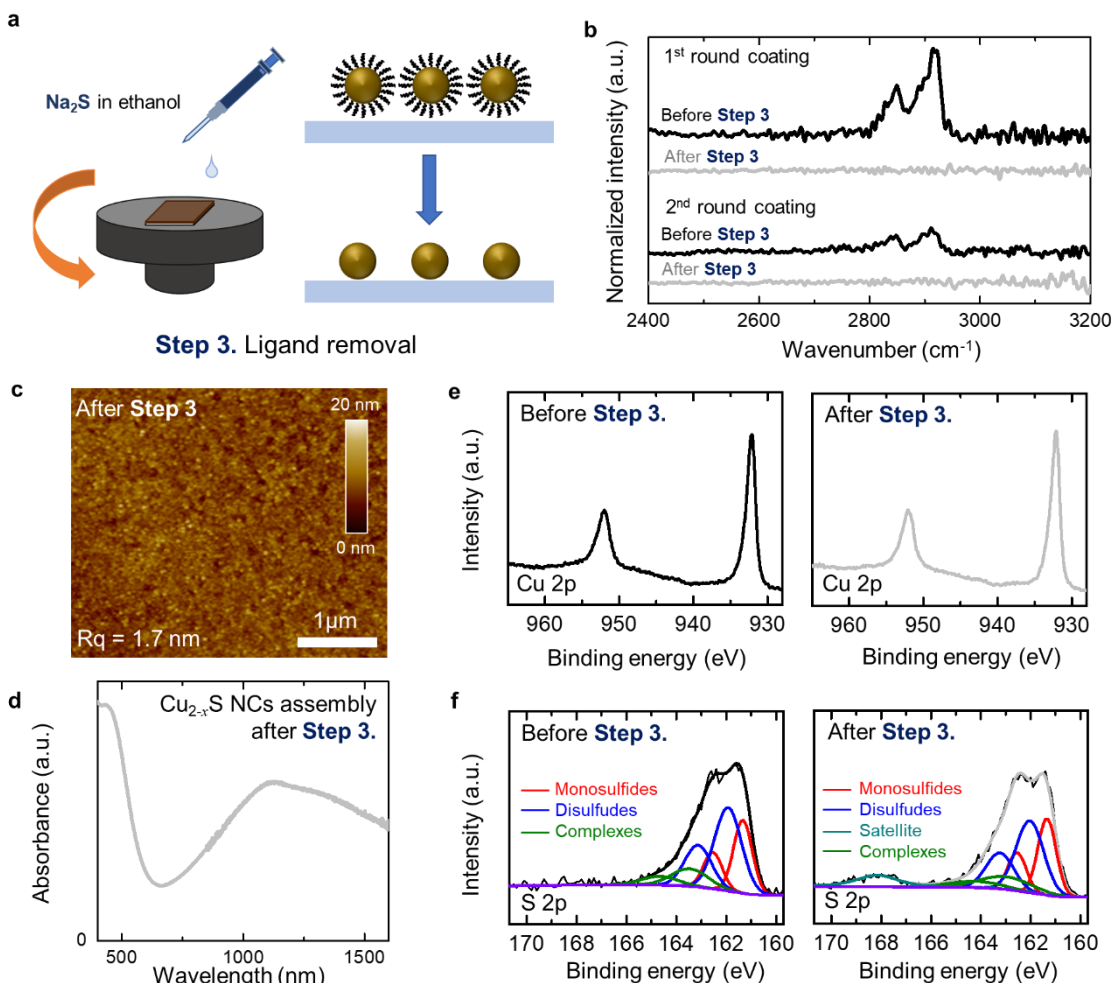 a
Na₂S in ethanol
Step 3. Ligand removal
b
1st round coating
Before Step 3
After Step 3
2nd round coating
Before Step 3
After Step 3
Normalized intensity (a.u.)
2400 2600 2800 3000 3200
Wavenumber (cm-1)
c
After Step 3
20 nm
0 nm
1µm
Rq = 1.7 nm
d
Cu2-xS NCs assembly
after Step 3.
Absorbance (a.u.)
0
500 1000 1500
Wavelength (nm)
e
Before Step 3.
Intensity (a.u.)
Cu 2p
960 950 940 930
Binding energy (eV)
After Step 3.
Cu 2p
960 950 940 930
Binding energy (eV)
f
Before Step 3.
Monosulfides
Disulfudes
Complexes
Intensity (a.u.)
S 2p
170 168 166 164 162 160
Binding energy (eV)
After Step 3.
Monosulfides
Disulfudes
Satellite
Complexes
S 2p
170 168 166 164 162 160
Binding energy (eV)